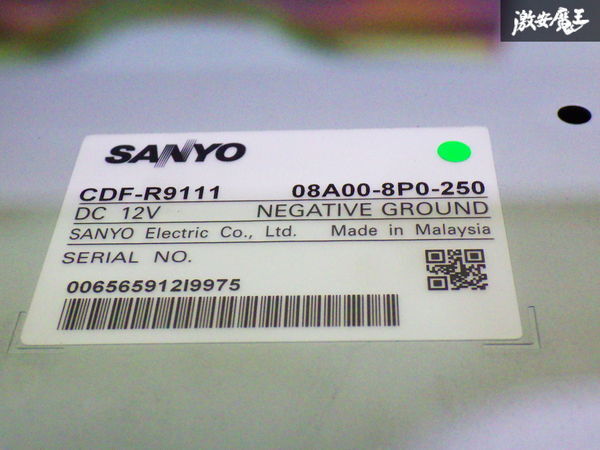 激安魔王
SANYO
CDF-R9111 08A00-8P0-250
DC 12V NEGATIVE GROUND
SANYO Electric Co., Ltd. Made in Malaysia
SERIAL NO.
006565912I9975